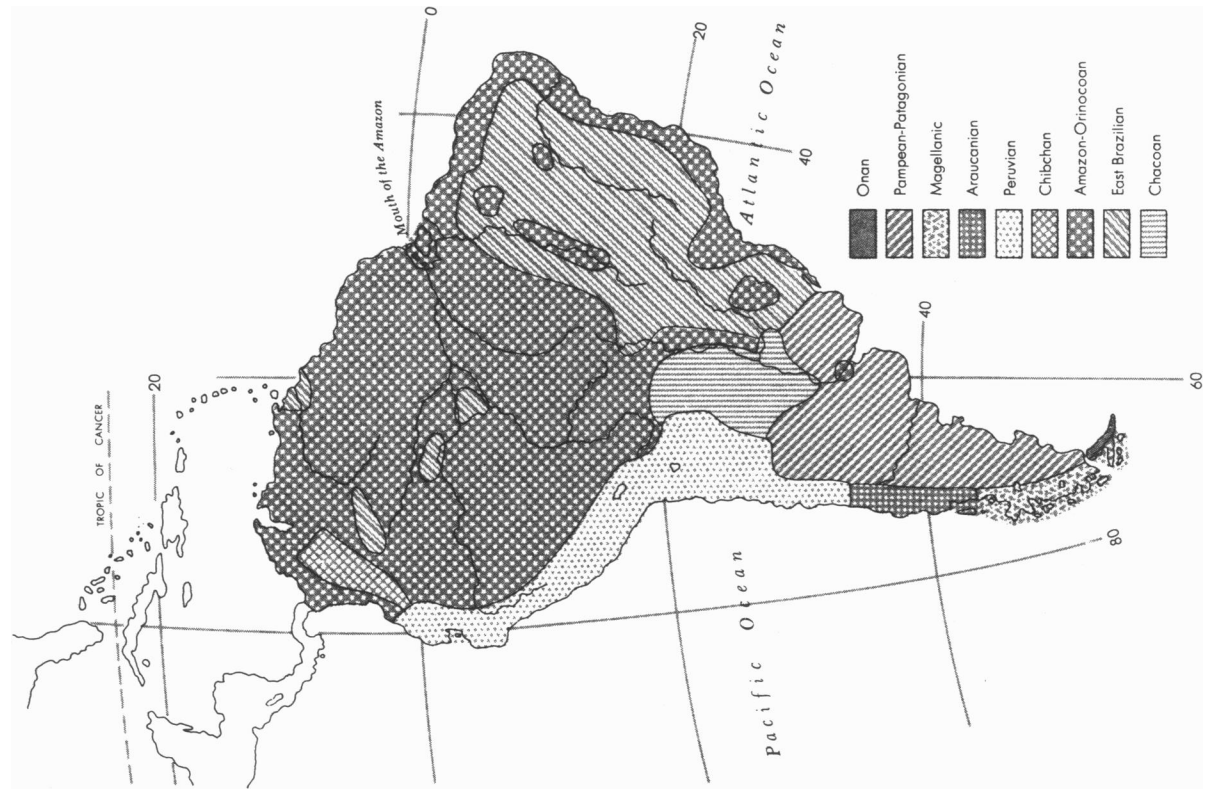 TROPIC OF CANCER
20
0
20
40
Mouth of the Amazon
Atlantic Ocean
Pacific Ocean
40
60
80
Onan
Pampean-Patagonian
Magellanic
Araucanian
Peruvian
Chibchan
Amazon-Orinocoan
East Brazilian
Chacoan